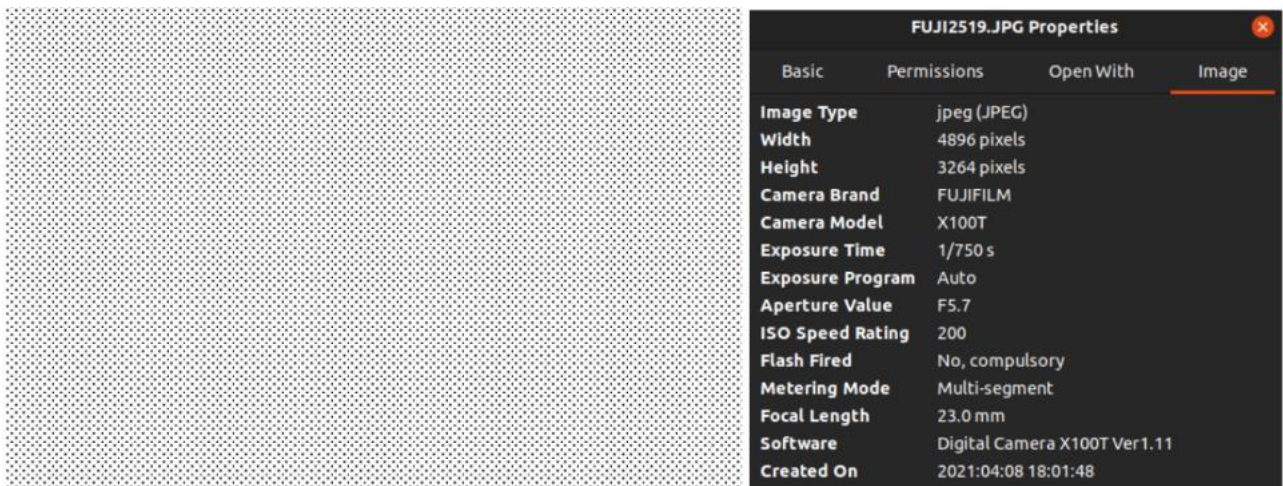 FUJI2519.JPG Properties
Basic Permissions Open With Image
Image Type jpeg (JPEG)
Width 4896 pixels
Height 3264 pixels
Camera Brand FUJIFILM
Camera Model X100T
Exposure Time 1/750 s
Exposure Program Auto
Aperture Value F5.7
ISO Speed Rating 200
Flash Fired No, compulsory
Metering Mode Multi-segment
Focal Length 23.0 mm
Software Digital Camera X100T Ver1.11
Created On 2021:04:08 18:01:48